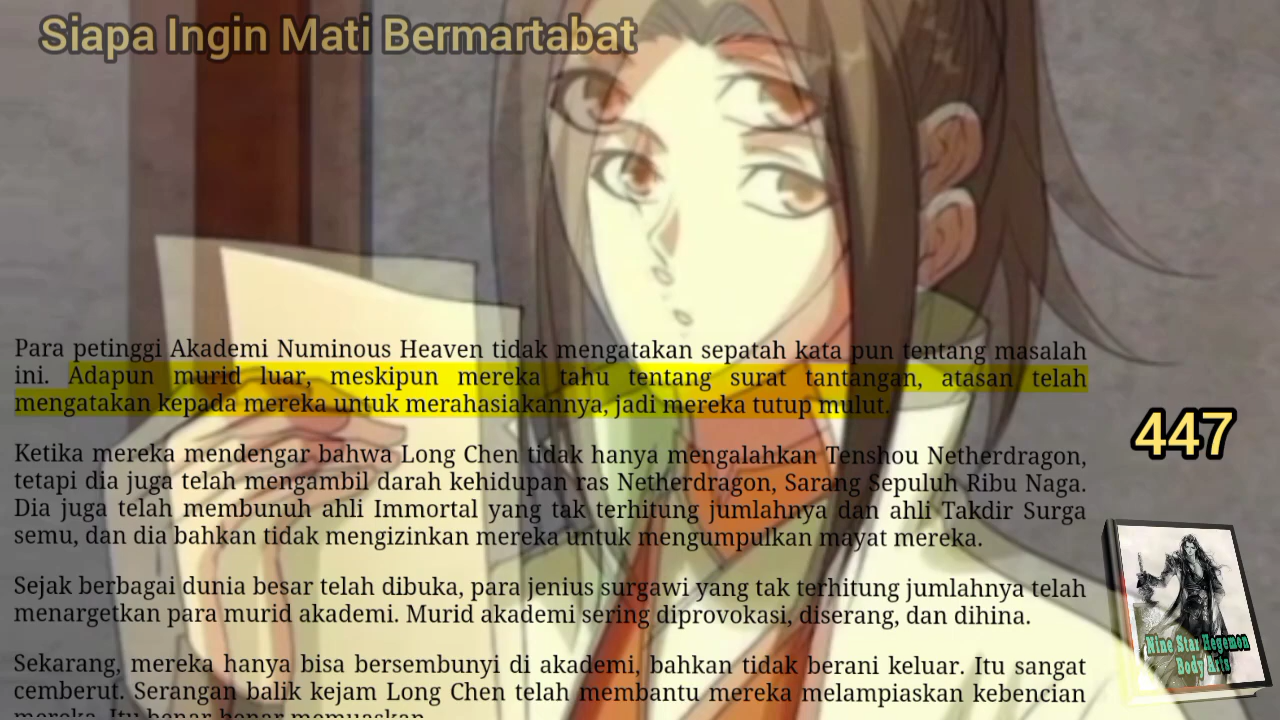 Siapa Ingin Mati Bermartabat
Para petinggi Akademi Numinous Heaven tidak mengatakan sepatah kata pun tentang masalah
ini. Adapun murid luar, meskipun mereka tahu tentang surat tantangan, atasan telah
mengatakan kepada mereka untuk merahasiakannya, jadi mereka tutup mulut.
Ketika mereka mendengar bahwa Long Chen tidak hanya mengalahkan Tenshou Netherdragon,
tetapi dia juga telah mengambil darah kehidupan ras Netherdragon, Sarang Sepuluh Ribu Naga.
Dia juga telah membunuh ahli Immortal yang tak terhitung jumlahnya dan ahli Takdir Surga
semu, dan dia bahkan tidak mengizinkan mereka untuk mengumpulkan mayat mereka.
Sejak berbagai dunia besar telah dibuka, para jenius surgawi yang tak terhitung jumlahnya telah
menargetkan para murid akademi. Murid akademi sering diprovokasi, diserang, dan dihina.
Sekarang, mereka hanya bisa bersembunyi di akademi, bahkan tidak berani keluar. Itu sangat
cemberut. Serangan balik kejam Long Chen telah membantu mereka melampiaskan kebencian
mereka. Itu benar-benar memuaskan.
447
Nine Star Hegemon
Body Arts